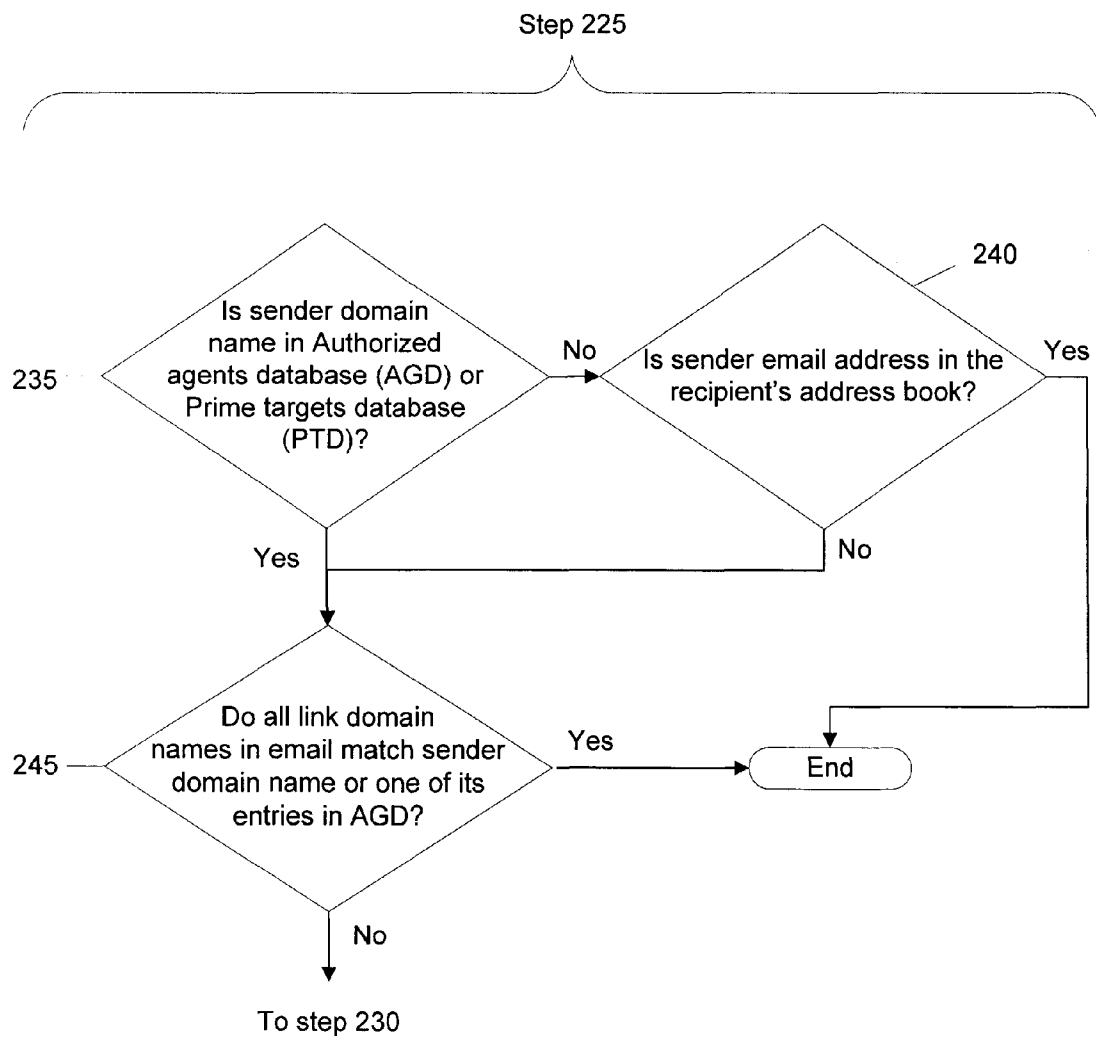 Step 225
Is sender domain
name in Authorized
agents database (AGD) or
Prime targets database
(PTD)?
235
No
240
Is sender email address in the
recipient's address book?
Yes
Yes
No
Do all link domain
names in email match sender
domain name or one of its
entries in AGD?
245
Yes
End
No
To step 230